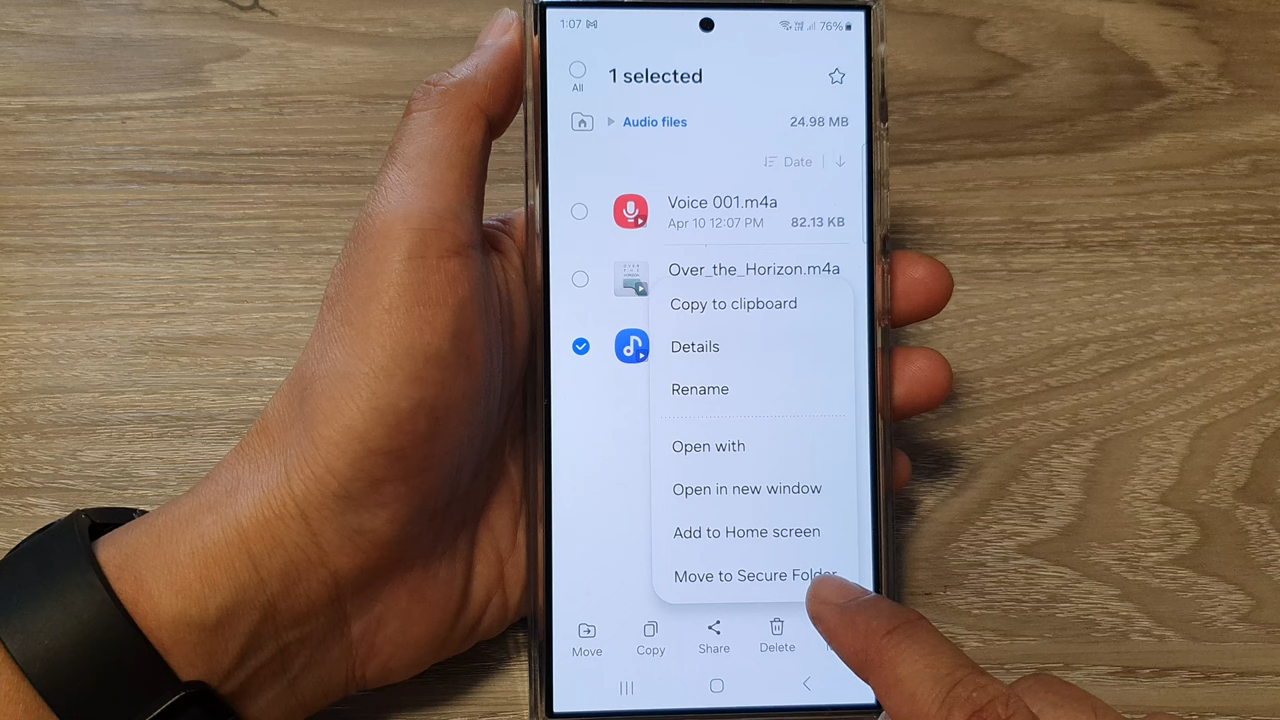 1:07
76%
All
1 selected
Audio files
24.98 MB
Date
Voice 001.m4a
Apr 10 12:07 PM
82.13 KB
Over_the_Horizon.m4a
Copy to clipboard
Details
Rename
Open with
Open in new window
Add to Home screen
Move to Secure Folder
Move
Copy
Share
Delete